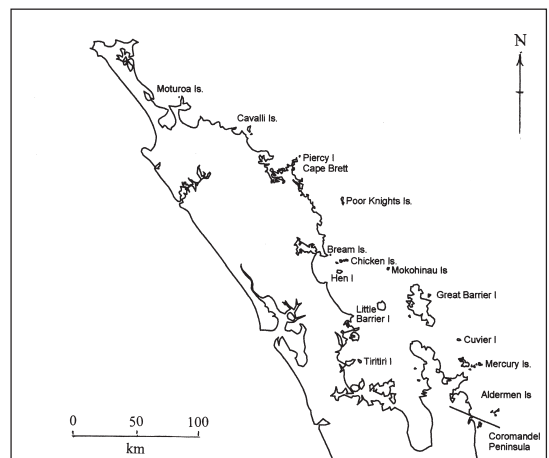 N
Moturoa Is.
Cavalli Is.
Piercy I
Cape Brett
Poor Knights Is.
Bream Is.
Chicken Is.
Hen I
Mokohinau Is
Great Barrier I
Little
Barrier I
Cuvier I
Tiritiri I
Mercury Is.
Aldermen Is
Coromandel
Peninsula
0 50 100
km